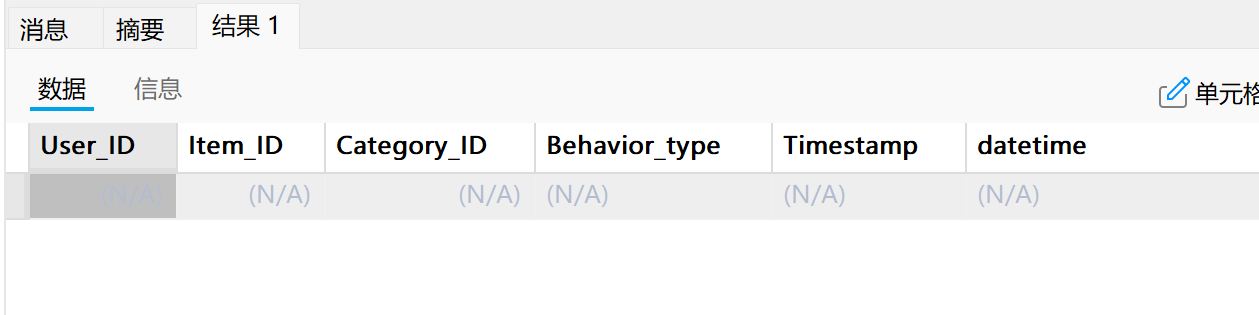 消息 摘要 结果 1
数据 信息 单元格
User_ID Item_ID Category_ID Behavior_type Timestamp datetime
(N/A) (N/A) (N/A) (N/A) (N/A) (N/A)